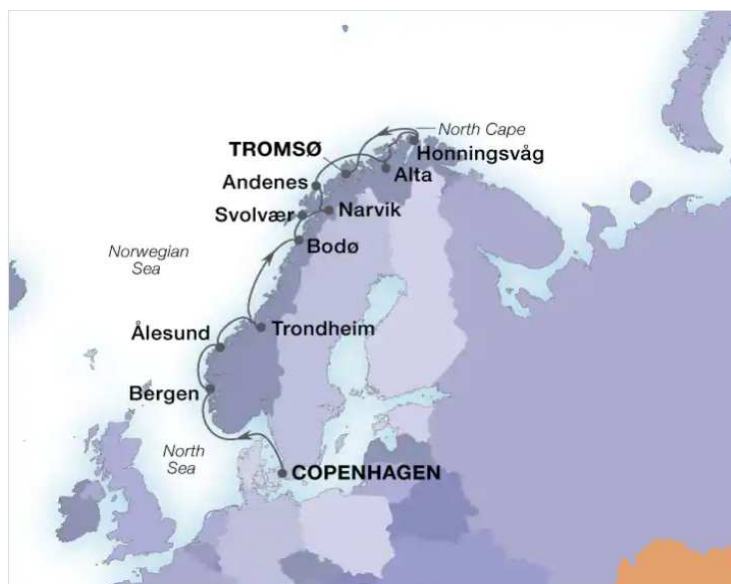 North Cape
TROMSØ
Honningsvåg
Alta
Andenes
Svolvær
Narvik
Bodø
Norwegian
Sea
Ålesund
Trondheim
Bergen
North
Sea
COPENHAGEN